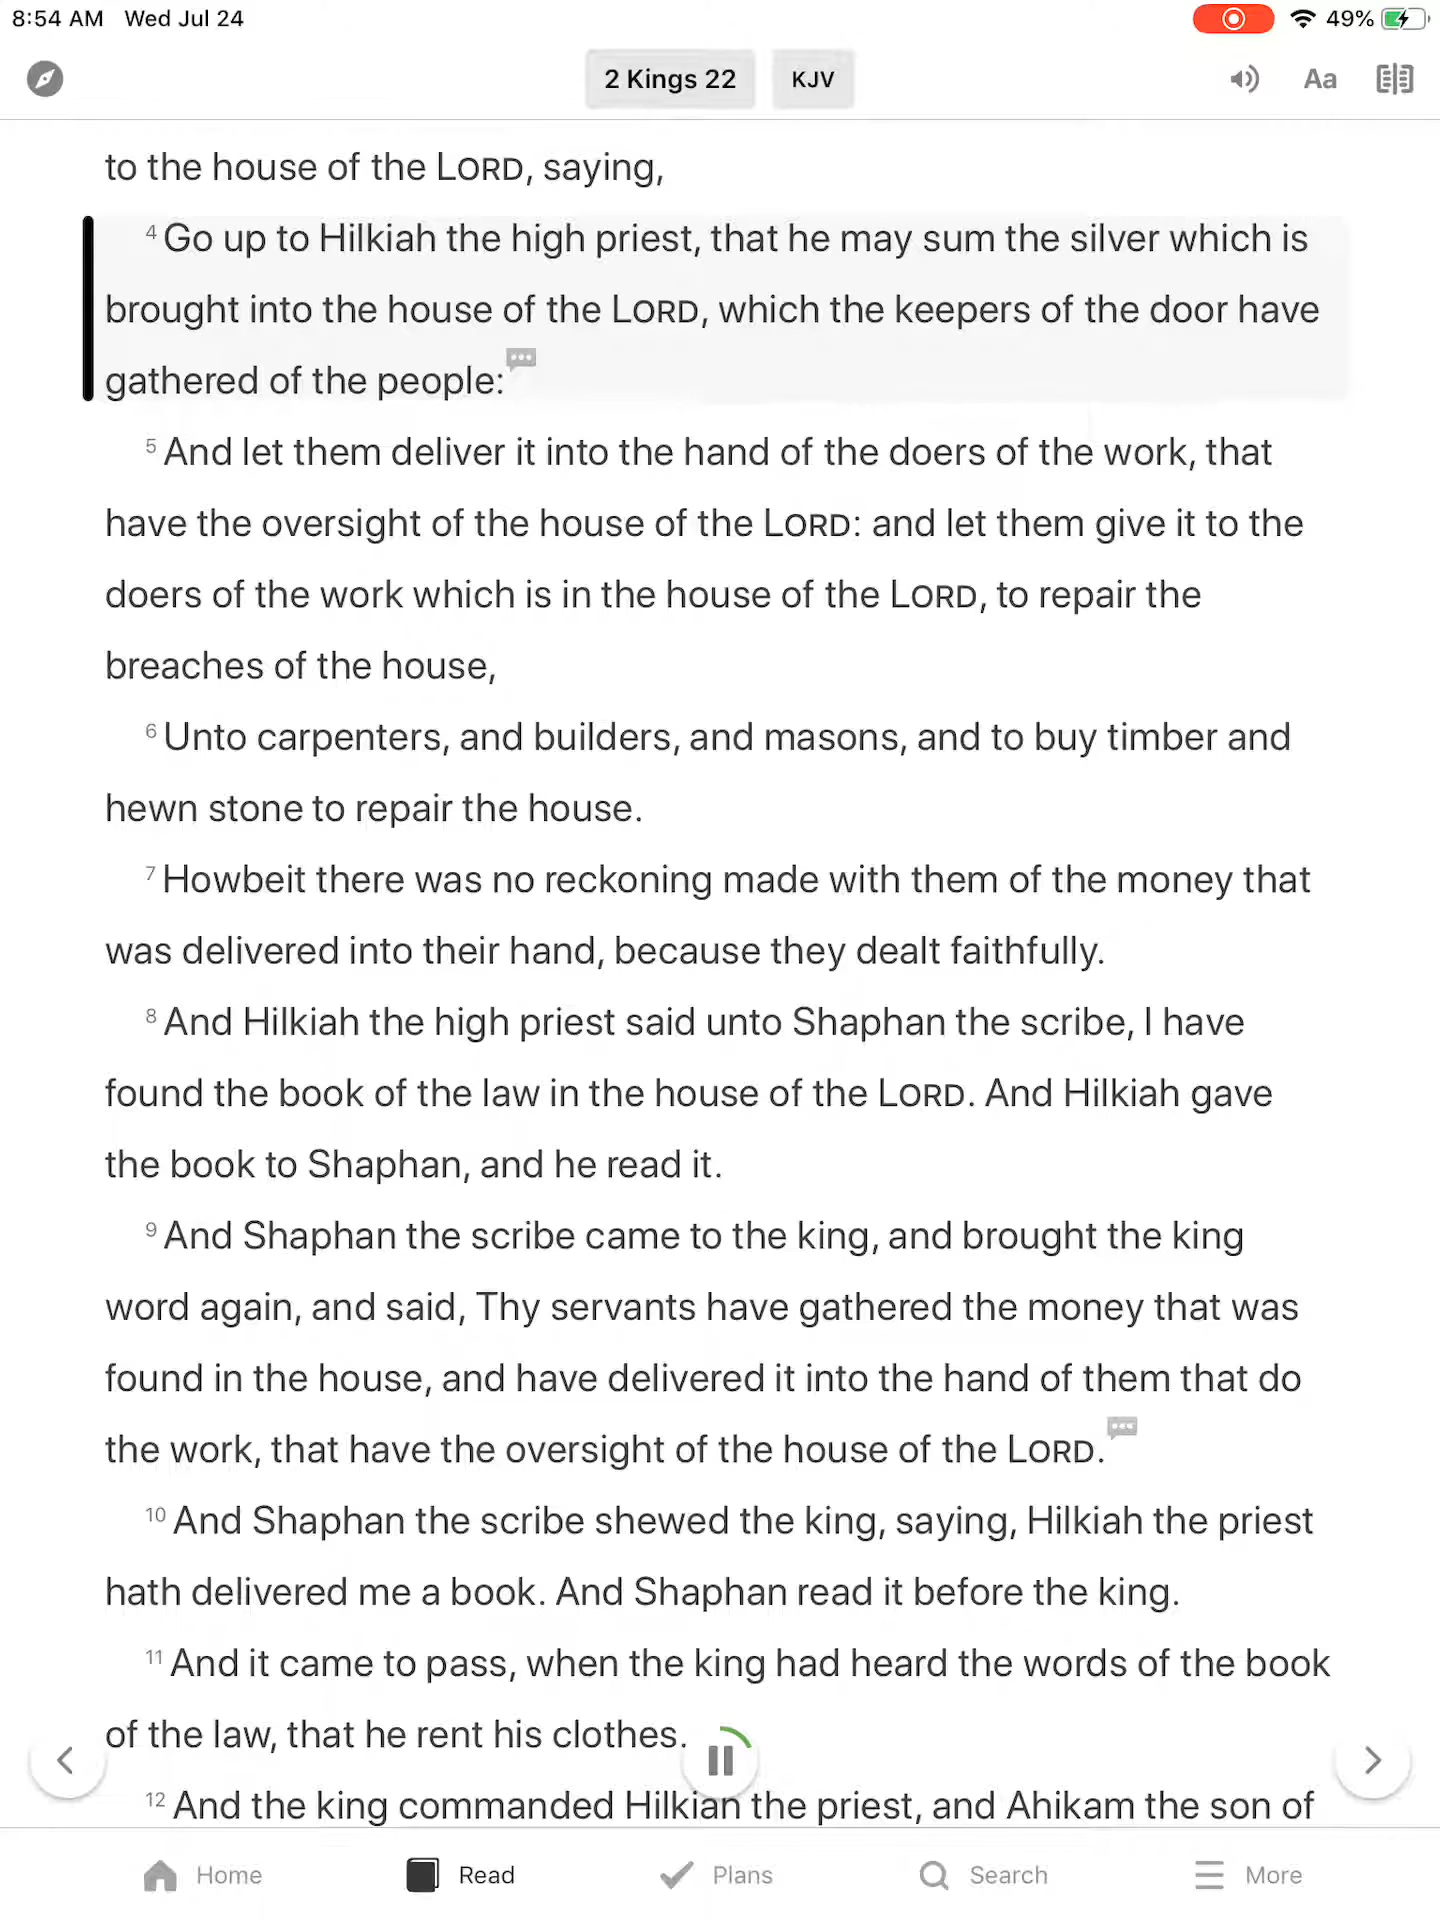 8:54 AM Wed Jul 24 49%
2 Kings 22 KJV Aa
to the house of the LORD, saying,
4 Go up to Hilkiah the high priest, that he may sum the silver which is
brought into the house of the LORD, which the keepers of the door have
gathered of the people:
5 And let them deliver it into the hand of the doers of the work, that
have the oversight of the house of the LORD: and let them give it to the
doers of the work which is in the house of the LORD, to repair the
breaches of the house,
6 Unto carpenters, and builders, and masons, and to buy timber and
hewn stone to repair the house.
7 Howbeit there was no reckoning made with them of the money that
was delivered into their hand, because they dealt faithfully.
8 And Hilkiah the high priest said unto Shaphan the scribe, I have
found the book of the law in the house of the LORD. And Hilkiah gave
the book to Shaphan, and he read it.
9 And Shaphan the scribe came to the king, and brought the king
word again, and said, Thy servants have gathered the money that was
found in the house, and have delivered it into the hand of them that do
the work, that have the oversight of the house of the LORD.
10 And Shaphan the scribe shewed the king, saying, Hilkiah the priest
hath delivered me a book. And Shaphan read it before the king.
11 And it came to pass, when the king had heard the words of the book
of the law, that he rent his clothes.
12 And the king commanded Hilkiah the priest, and Ahikam the son of
Home Read Plans Search More